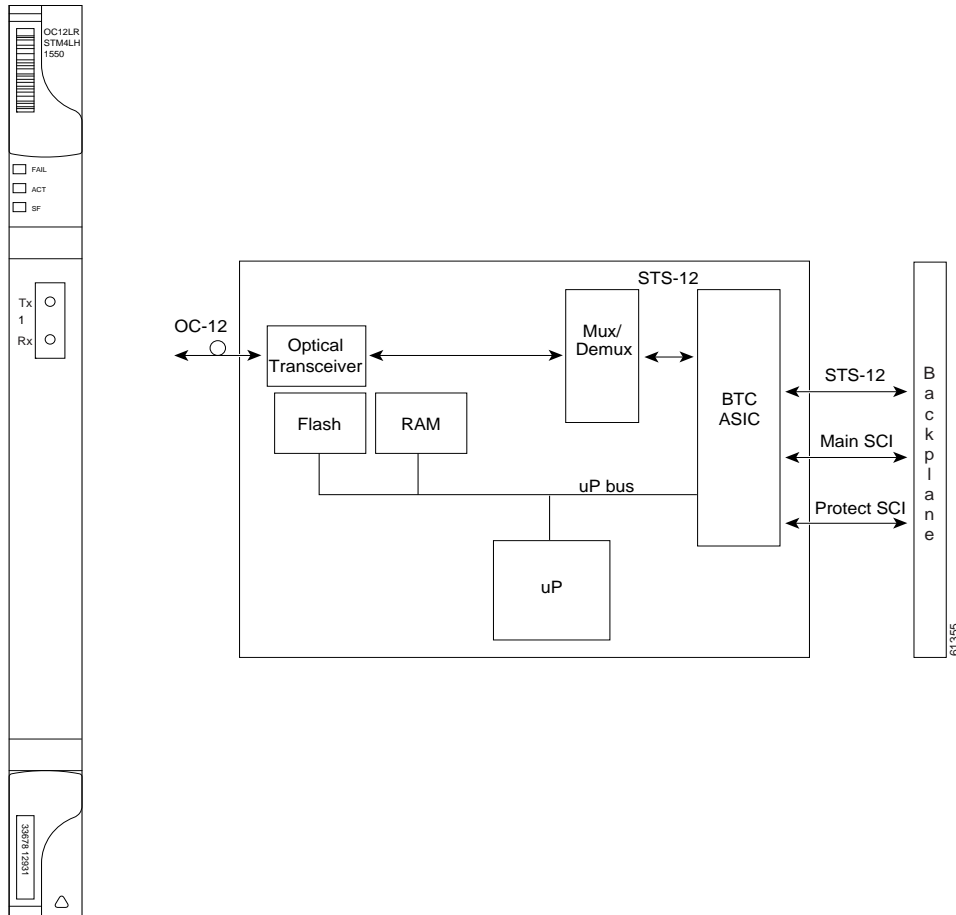 OC12LR
STM4LH
1550
FAIL
ACT
SF
Tx
1
Rx
33678 12931
OC-12
Optical
Transceiver
Flash
RAM
uP bus
uP
Mux/
Demux
STS-12
BTC
ASIC
STS-12
Main SCI
Protect SCI
Backplane
61355